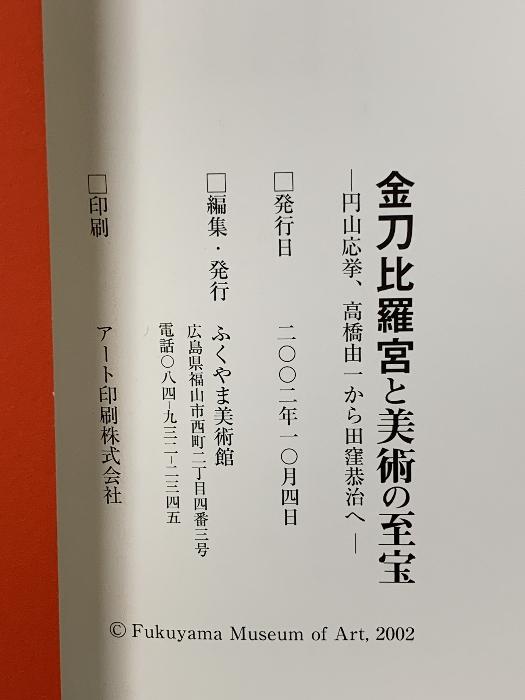 金刀比羅宮と美術の至宝
―円山応挙、高橋由一から田窪恭治へ―
□発行日　二〇〇二年一〇月四日
□編集・発行　ふくやま美術館
広島県福山市西町二丁目四番三号
電話〇八四−九三二−二三四五
□印刷　アート印刷株式会社
© Fukuyama Museum of Art, 2002